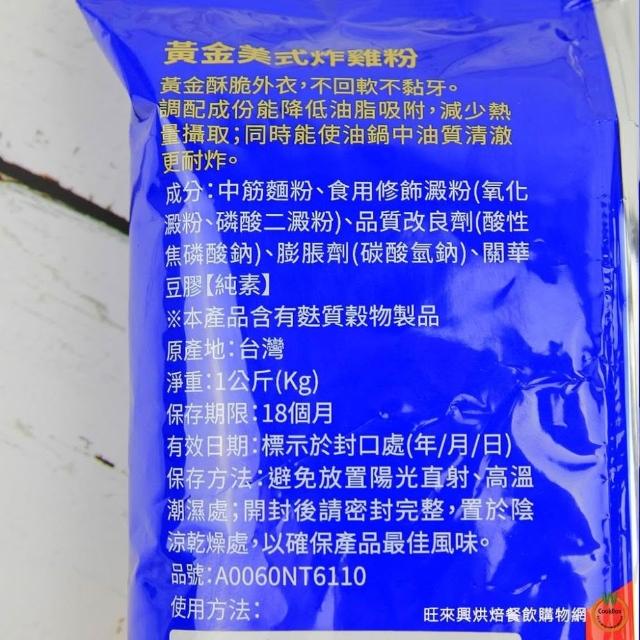 黃金美式炸雞粉
黃金酥脆外衣，不回軟不黏牙。
調配成份能降低油脂吸附，減少熱
量攝取；同時能使油鍋中油質清澈
更耐炸。
成分：中筋麵粉、食用修飾澱粉(氧化
澱粉、磷酸二澱粉)、品質改良劑(酸性
焦磷酸鈉)、膨脹劑(碳酸氫鈉)、關華
豆膠【純素】
※本產品含有麩質穀物製品
原產地：台灣
淨重：1公斤(Kg)
保存期限：18個月
有效日期：標示於封口處(年/月/日)
保存方法：避免放置陽光直射、高溫
潮濕處；開封後請密封完整，置於陰
涼乾燥處，以確保產品最佳風味。
品號：A0060NT6110
使用方法：
旺來興烘焙餐飲購物網
CookBox